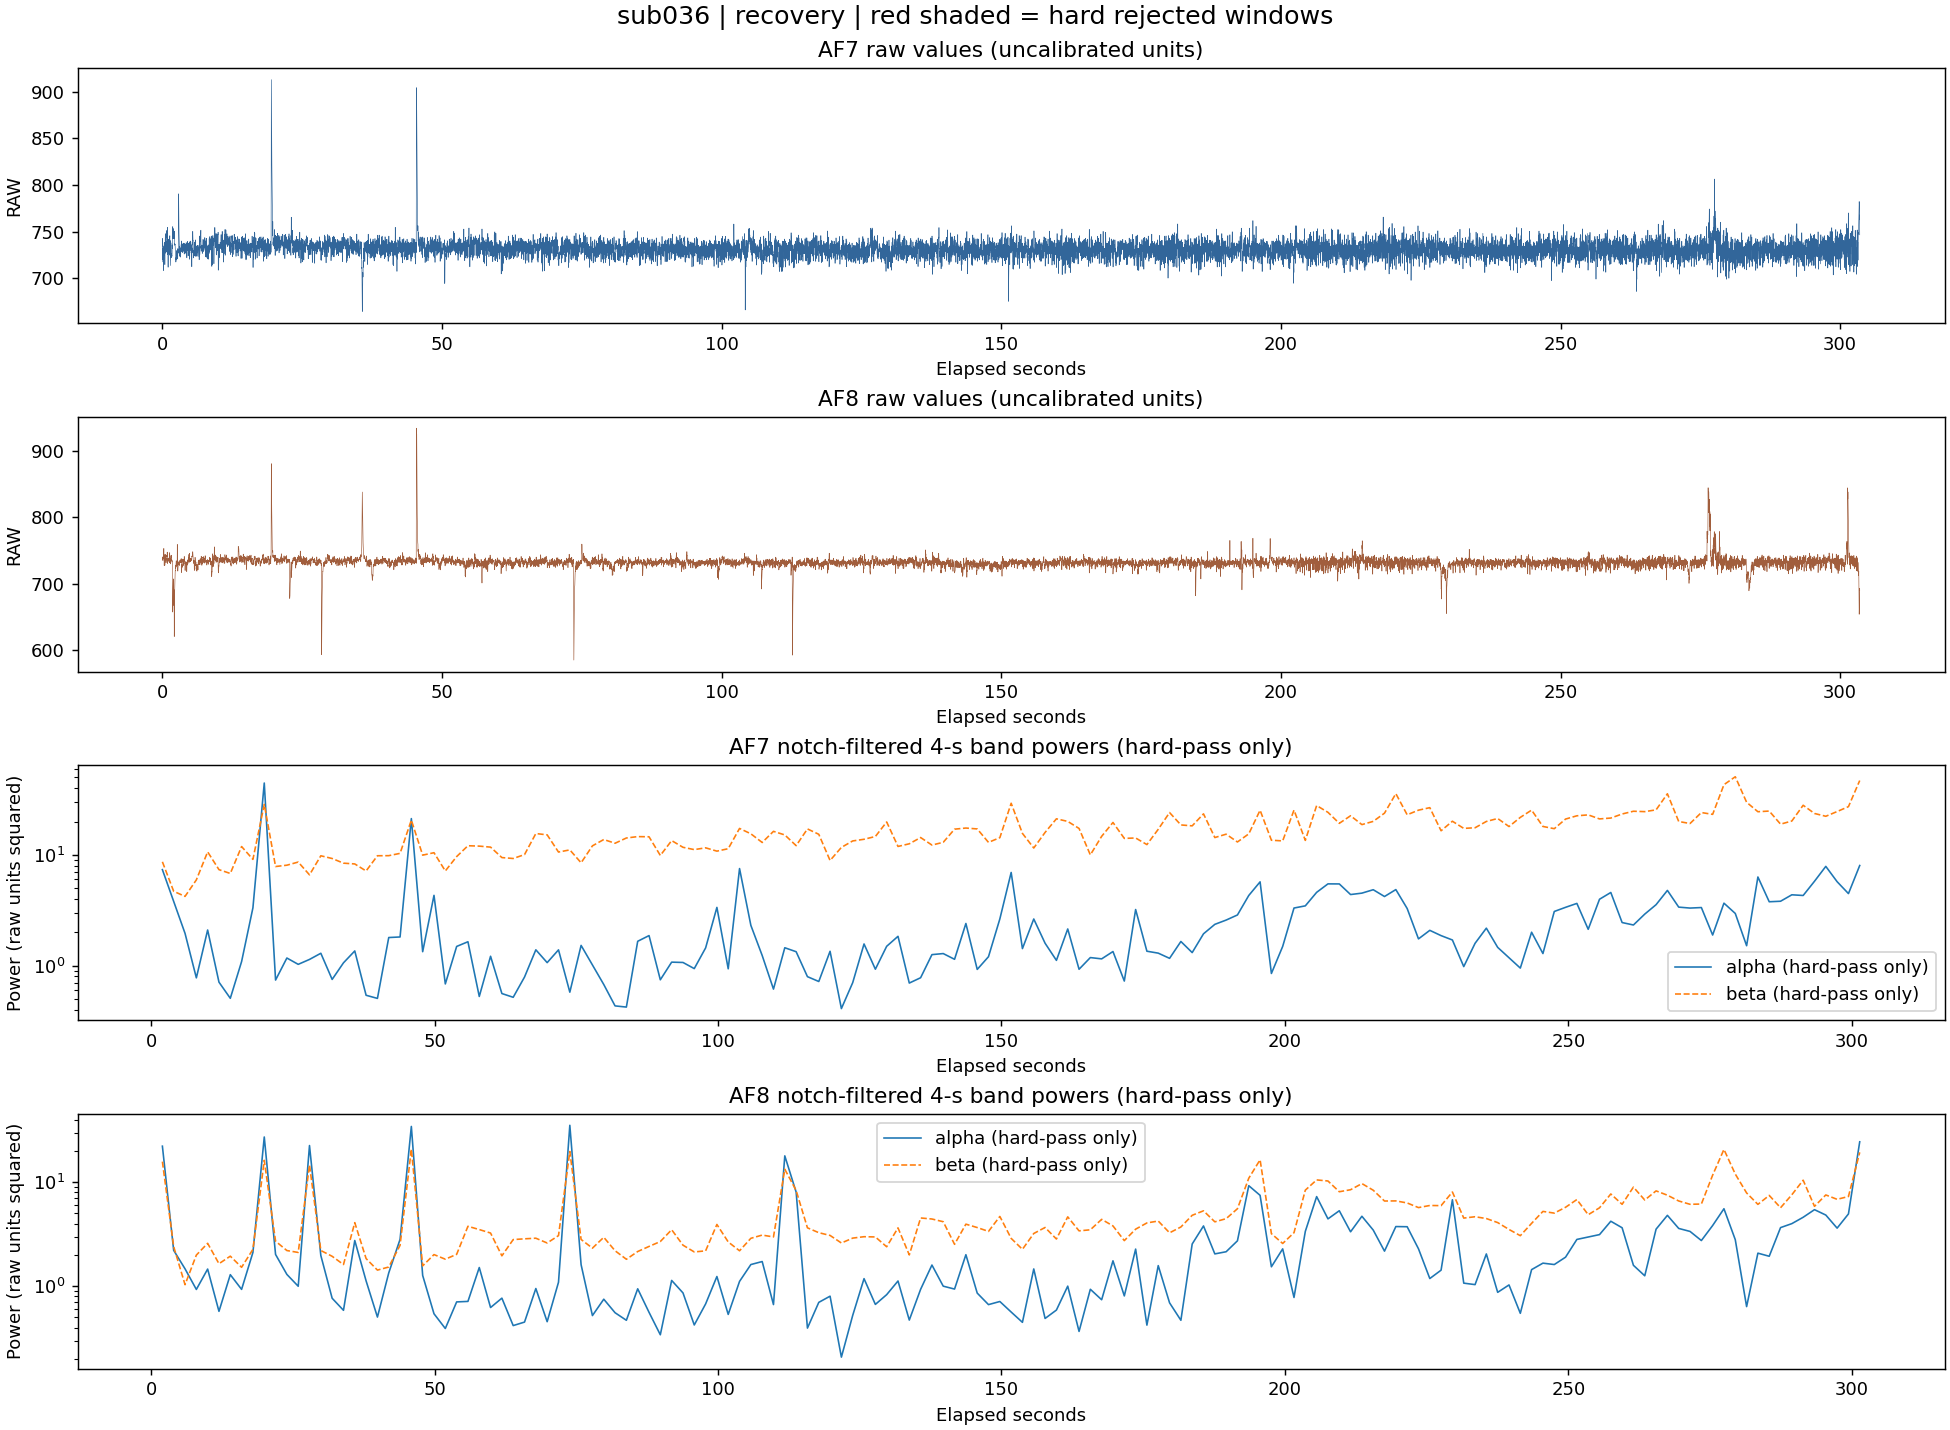 sub036 | recovery | red shaded = hard rejected windows
AF7 raw values (uncalibrated units)
RAW
900
850
800
750
700
0 50 100 150 200 250 300
Elapsed seconds
AF8 raw values (uncalibrated units)
RAW
900
800
700
600
0 50 100 150 200 250 300
Elapsed seconds
AF7 notch-filtered 4-s band powers (hard-pass only)
Power (raw units squared)
10¹
10⁰
alpha (hard-pass only)
beta (hard-pass only)
0 50 100 150 200 250 300
Elapsed seconds
AF8 notch-filtered 4-s band powers (hard-pass only)
Power (raw units squared)
alpha (hard-pass only)
beta (hard-pass only)
10¹
10⁰
0 50 100 150 200 250 300
Elapsed seconds